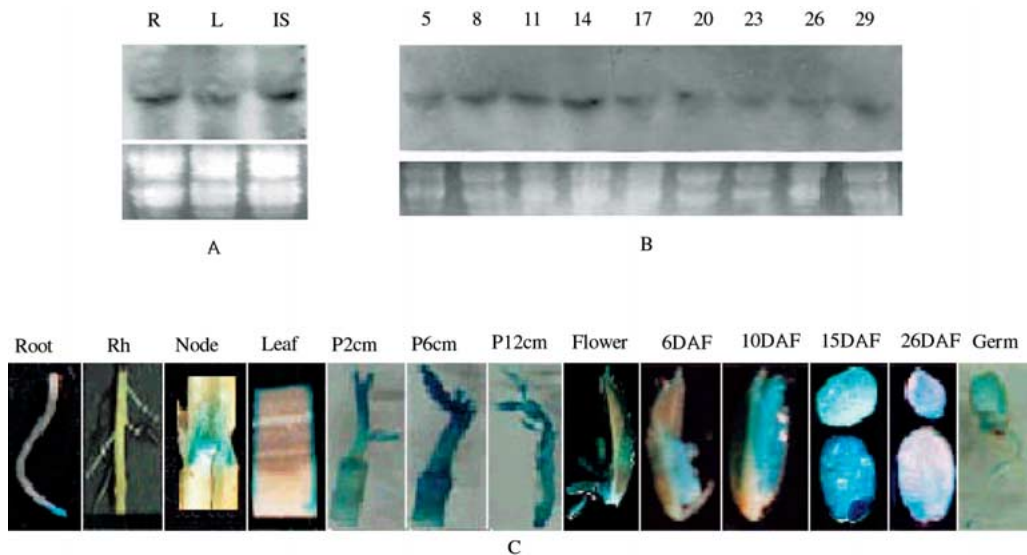 R L IS
5 8 11 14 17 20 23 26 29
A
B
Root Rh Node Leaf P2cm P6cm P12cm Flower 6DAF 10DAF 15DAF 26DAF Germ
C